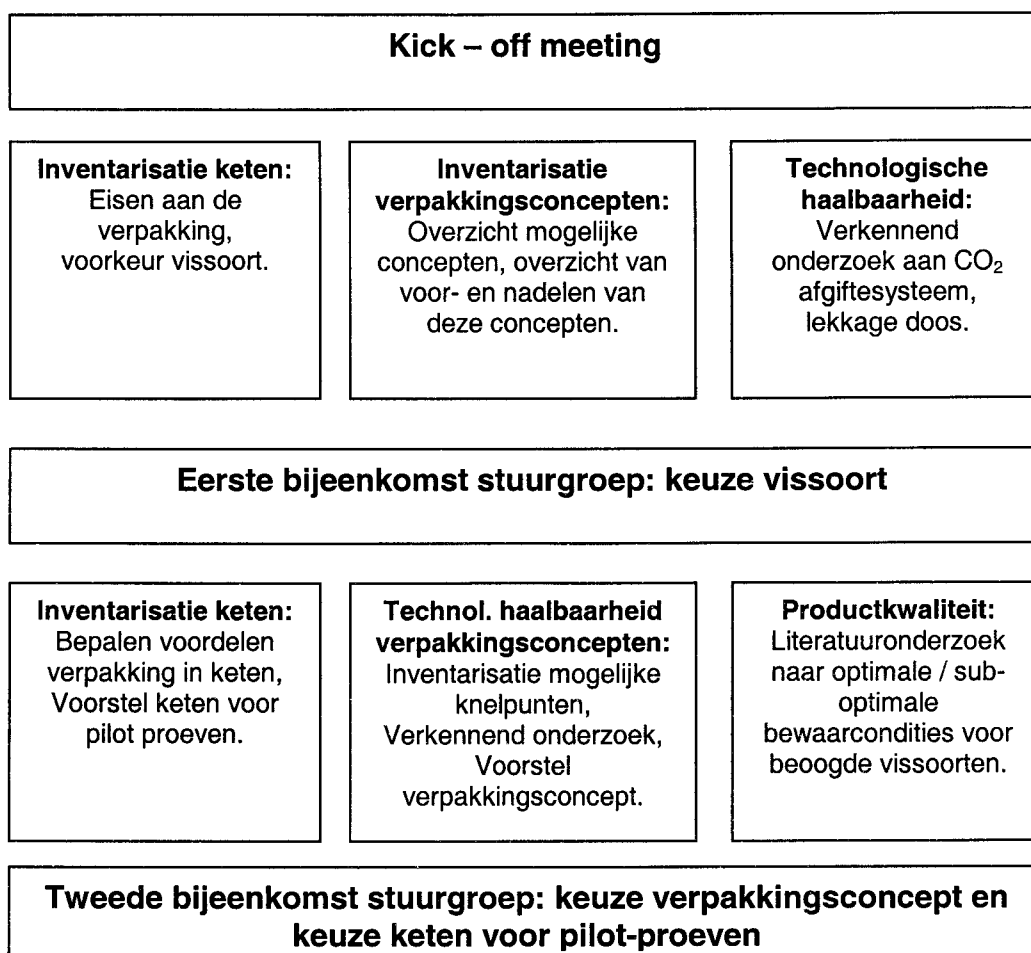 Kick – off meeting
Inventarisatie keten:
Eisen aan de
verpakking,
voorkeur vissoort.
Inventarisatie
verpakkingsconcepten:
Overzicht mogelijke
concepten, overzicht van
voor- en nadelen van
deze concepten.
Technologische
haalbaarheid:
Verkennend
onderzoek aan CO₂
afgiftesysteem,
lekkage doos.
Eerste bijeenkomst stuurgroep: keuze vissoort
Inventarisatie keten:
Bepalen voordelen
verpakking in keten,
Voorstel keten voor
pilot proeven.
Technol. haalbaarheid
verpakkingsconcepten:
Inventarisatie mogelijke
knelpunten,
Verkennend onderzoek,
Voorstel
verpakkingsconcept.
Productkwaliteit:
Literatuuronderzoek
naar optimale / sub-
optimale
bewaarcondities voor
beoogde vissoorten.
Tweede bijeenkomst stuurgroep: keuze verpakkingsconcept en
keuze keten voor pilot-proeven